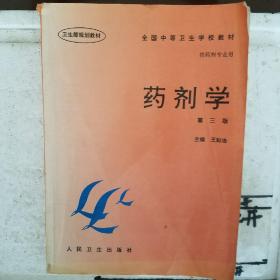 卫生部规划教材
全国中等卫生学校教材
供药剂专业用
药剂学
第三版
主编
人民卫生出版社